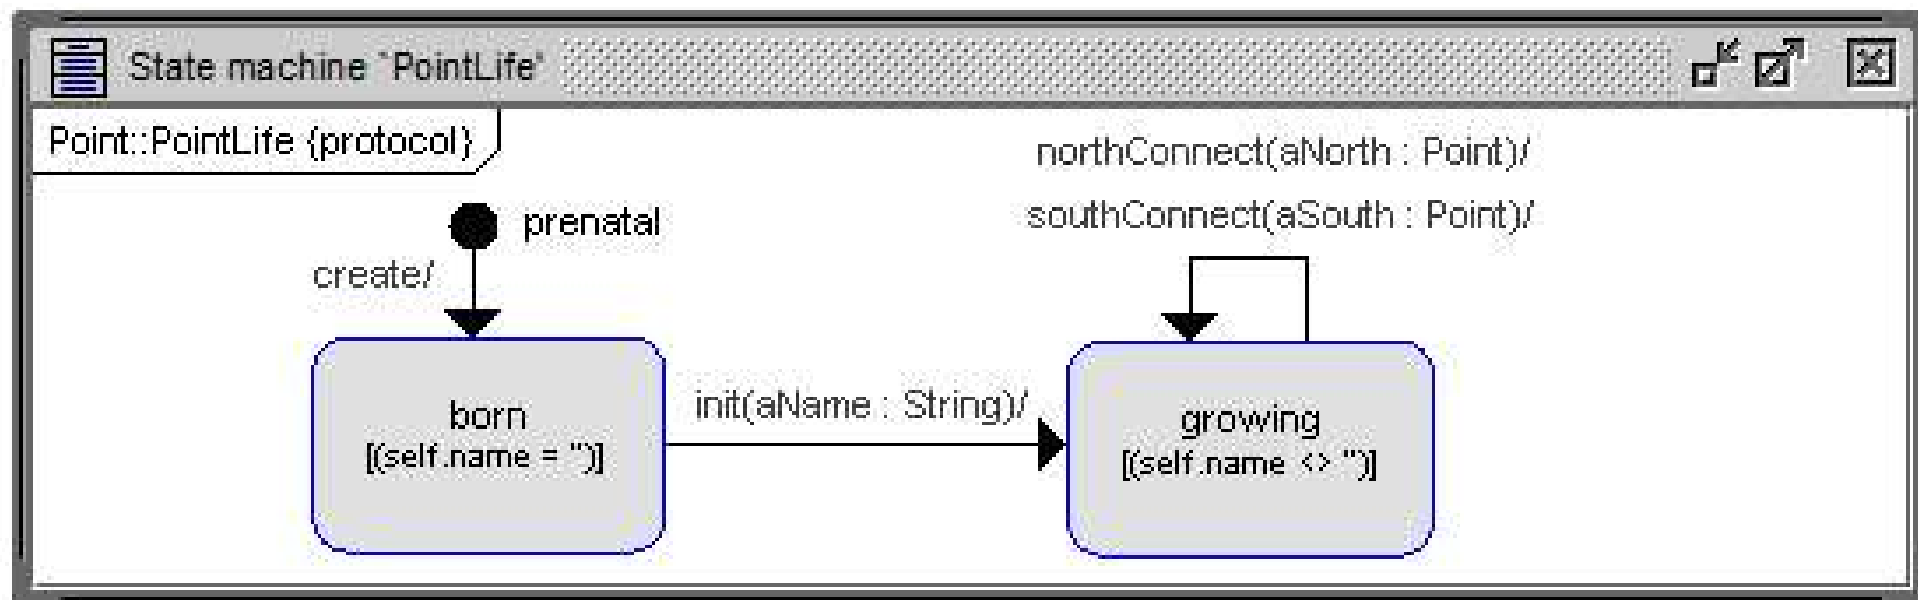 State machine `PointLife'
Point::PointLife {protocol}
northConnect(aNorth : Point)/
southConnect(aSouth : Point)/
prenatal
create/
born
[(self.name = '')]
init(aName : String)/
growing
[(self.name <> '')]